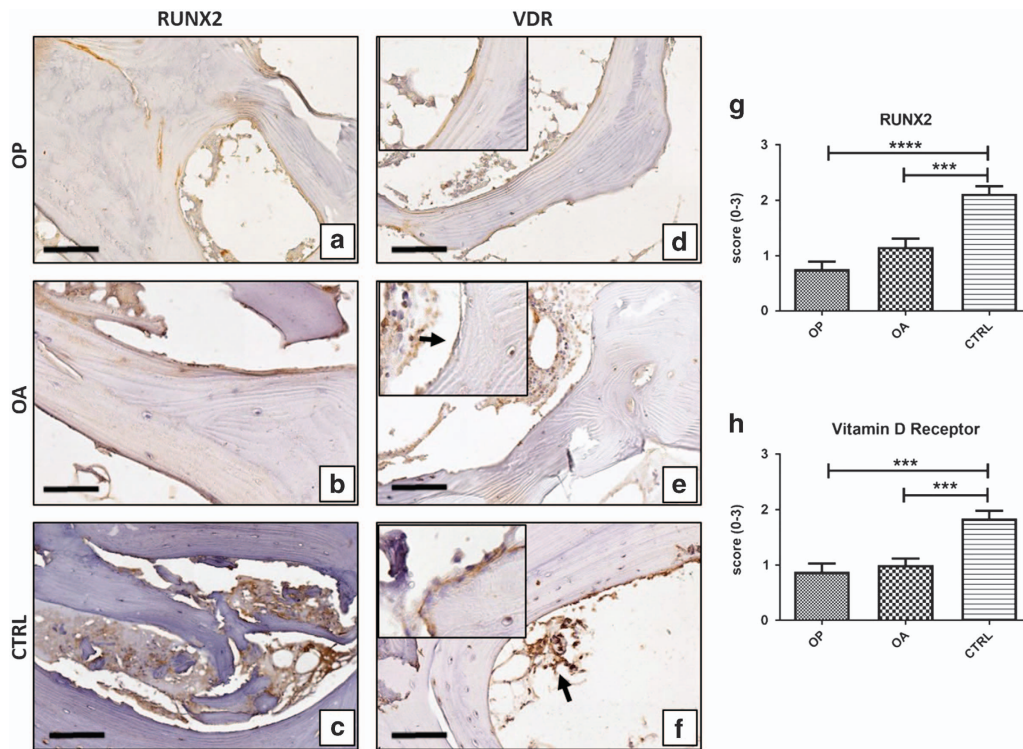 RUNX2 VDR
OP
a
d
OA
b
e
CTRL
c
f
g
RUNX2
****
***
3
2
1
0
score (0-3)
OP OA CTRL
h
Vitamin D Receptor
***
***
3
2
1
0
score (0-3)
OP OA CTRL